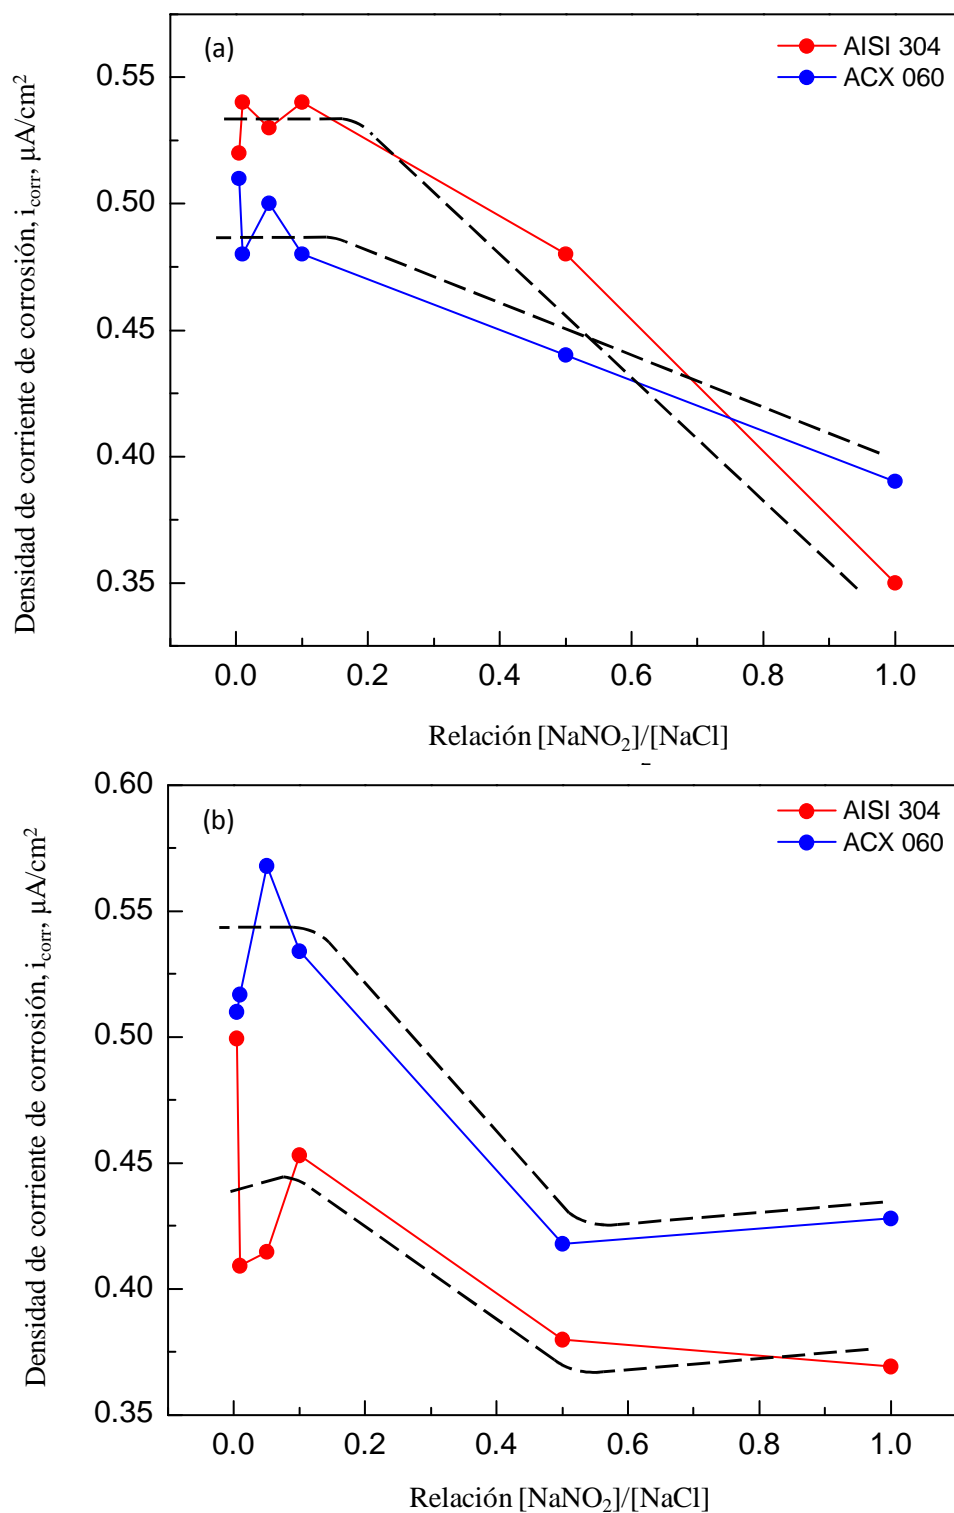 (a)
AISI 304
ACX 060
Densidad de corriente de corrosión, i_corr, µA/cm²
0.55
0.50
0.45
0.40
0.35
0.0 0.2 0.4 0.6 0.8 1.0
Relación [NaNO₂]/[NaCl]
(b)
AISI 304
ACX 060
Densidad de corriente de corrosión, i_corr, µA/cm²
0.60
0.55
0.50
0.45
0.40
0.35
0.0 0.2 0.4 0.6 0.8 1.0
Relación [NaNO₂]/[NaCl]